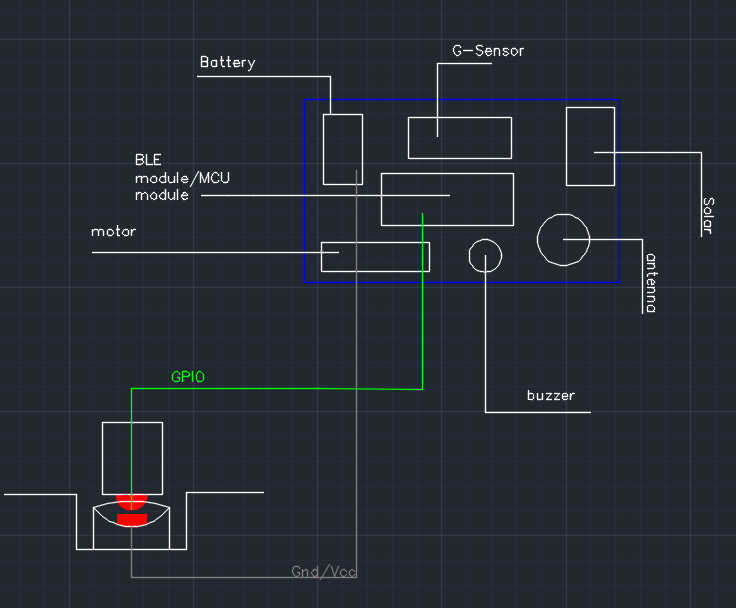 G-Sensor
Battery
BLE
module/MCU
module
Solar
motor
antenna
GPIO
buzzer
Gnd/Vcc